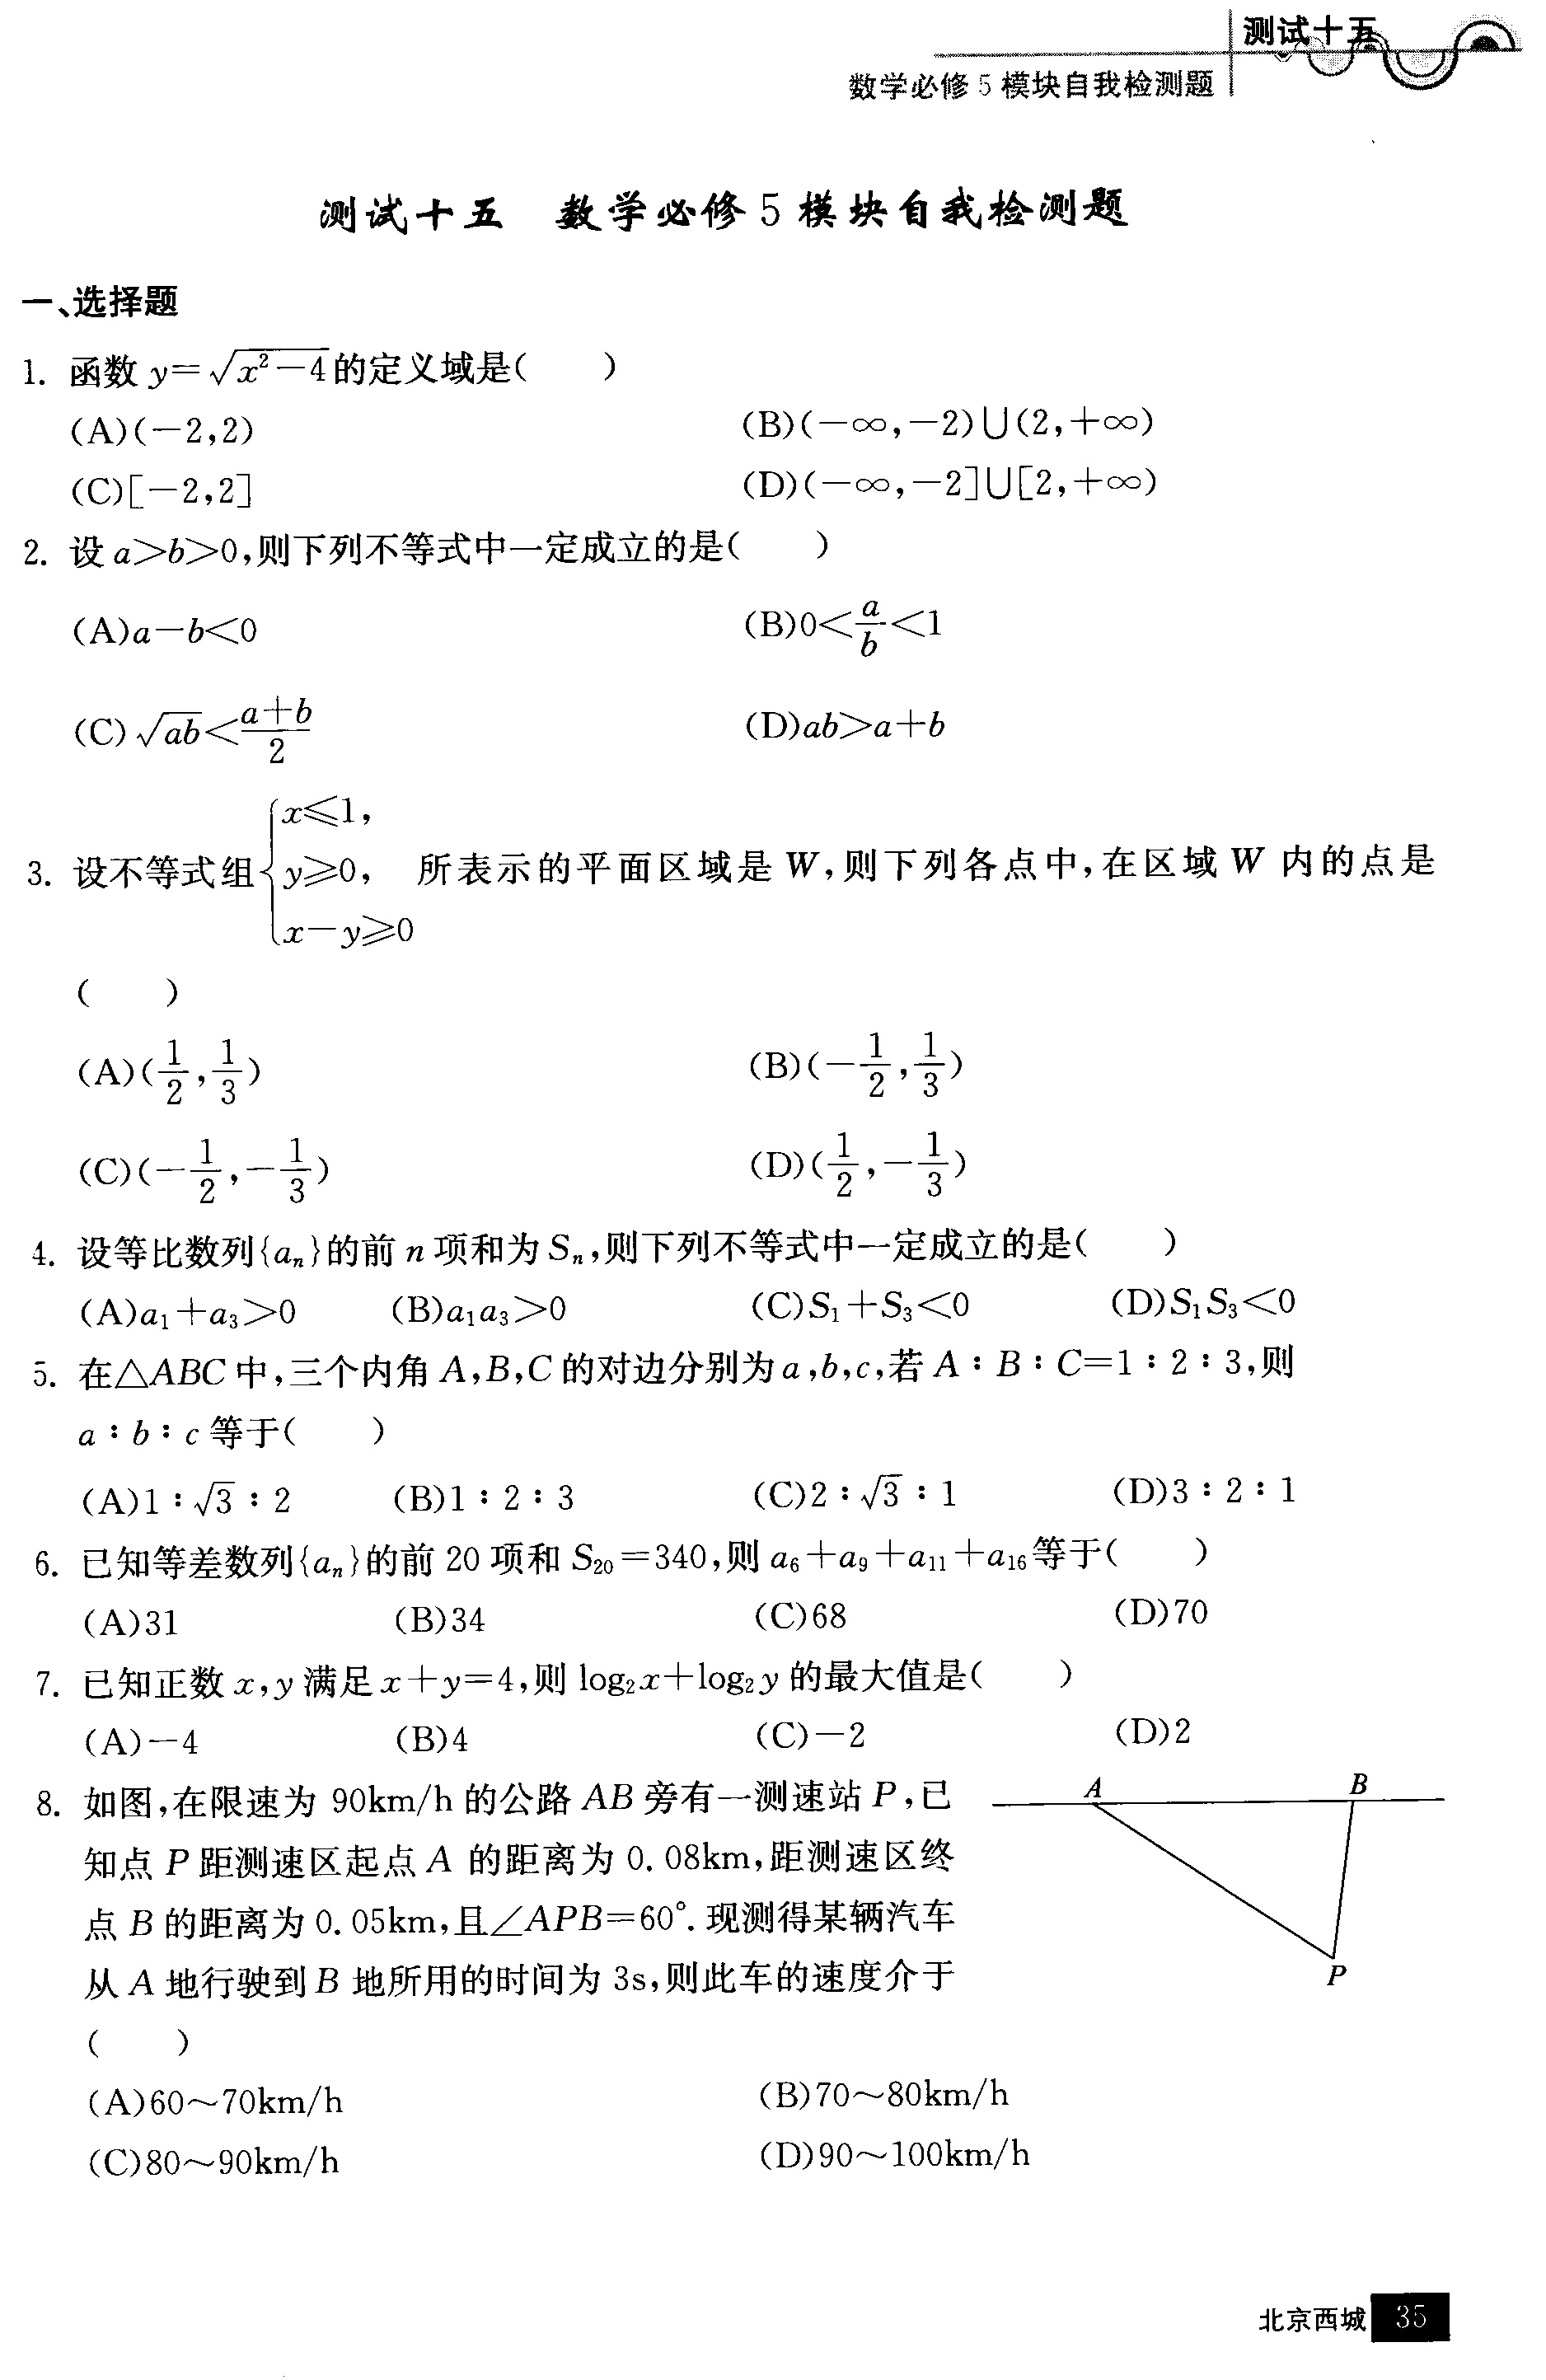 测试十五
数学必修 5 模块自我检测题
测试十五 数学必修 5 模块自我检测题
一、选择题
1. 函数 y=√(x²-4)的定义域是( )
(A)(-2,2) (B)(-∞,-2)∪(2,+∞)
(C)[-2,2] (D)(-∞,-2]∪[2,+∞)
2. 设 a>b>0,则下列不等式中一定成立的是( )
(A)a-b<0 (B)0<a/b<1
(C)√ab<(a+b)/2 (D)ab>a+b
3. 设不等式组{x≤1, y≥0, x-y≥0 所表示的平面区域是 W,则下列各点中,在区域 W 内的点是
( )
(A)(1/2,1/3) (B)(-1/2,1/3)
(C)(-1/2,-1/3) (D)(1/2,-1/3)
4. 设等比数列{aₙ}的前 n 项和为 Sₙ,则下列不等式中一定成立的是( )
(A)a₁+a₃>0 (B)a₁a₃>0 (C)S₁+S₃<0 (D)S₁S₃<0
5. 在△ABC 中,三个内角 A,B,C 的对边分别为 a,b,c,若 A∶B∶C=1∶2∶3,则
a∶b∶c 等于( )
(A)1∶√3∶2 (B)1∶2∶3 (C)2∶√3∶1 (D)3∶2∶1
6. 已知等差数列{aₙ}的前 20 项和 S₂₀=340,则 a₆+a₉+a₁₁+a₁₆等于( )
(A)31 (B)34 (C)68 (D)70
7. 已知正数 x,y 满足 x+y=4,则 log₂x+log₂y 的最大值是( )
(A)-4 (B)4 (C)-2 (D)2
8. 如图,在限速为 90km/h 的公路 AB 旁有一测速站 P,已
知点 P 距测速区起点 A 的距离为 0.08km,距测速区终
点 B 的距离为 0.05km,且∠APB=60°.现测得某辆汽车
从 A 地行驶到 B 地所用的时间为 3s,则此车的速度介于
( )
(A)60~70km/h (B)70~80km/h
(C)80~90km/h (D)90~100km/h
A B
P
北京西城 35